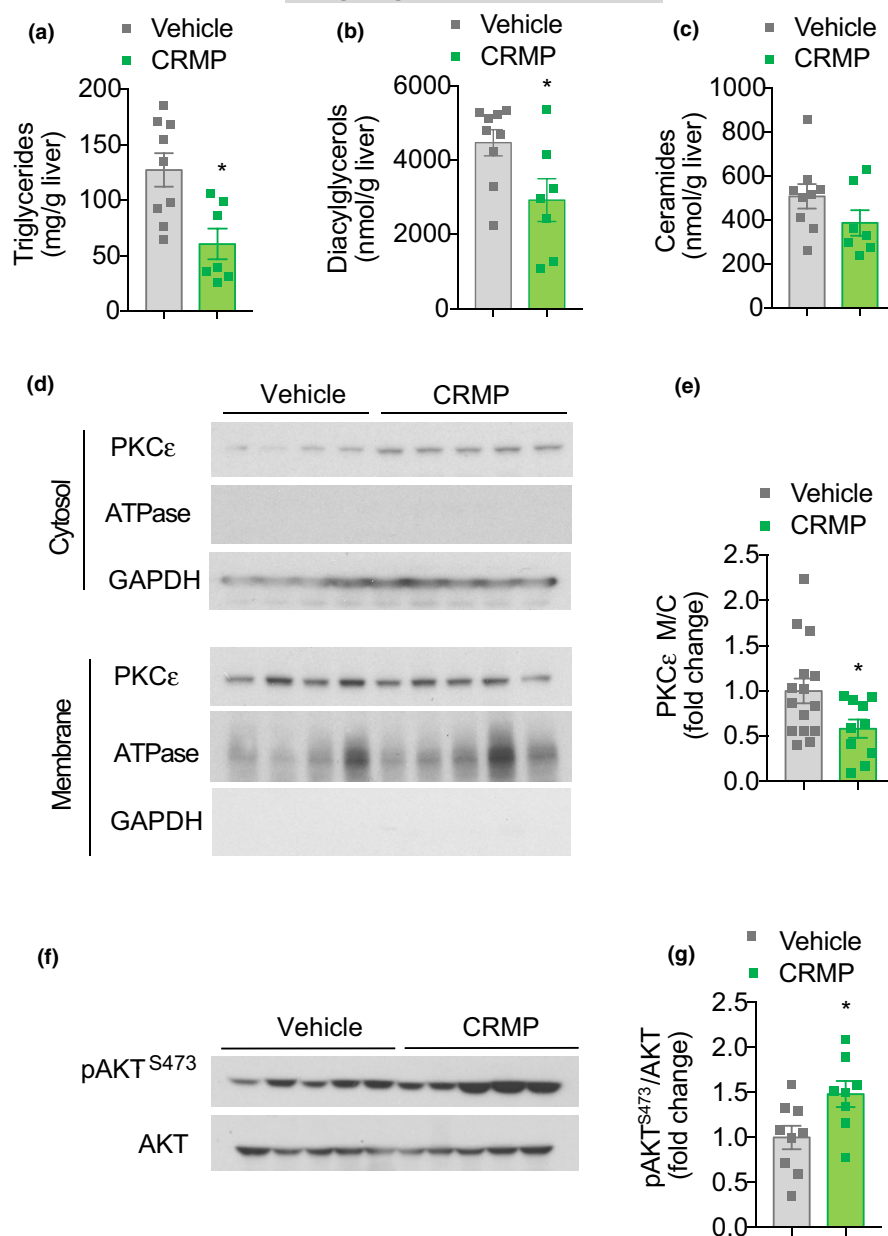 (a)
Vehicle
CRMP
Triglycerides
(mg/g liver)
200
150
100
50
0
*
(b)
Vehicle
CRMP
Diacylglycerols
(nmol/g liver)
6000
4000
2000
0
*
(c)
Vehicle
CRMP
Ceramides
(nmol/g liver)
1000
800
600
400
200
0
(d)
Vehicle CRMP
Cytosol
PKCε
ATPase
GAPDH
Membrane
PKCε
ATPase
GAPDH
(e)
Vehicle
CRMP
PKCε M/C
(fold change)
2.5
2.0
1.5
1.0
0.5
0.0
*
(f)
Vehicle CRMP
pAKT S473
AKT
(g)
Vehicle
CRMP
pAKT S473/AKT
(fold change)
2.5
2.0
1.5
1.0
0.5
0.0
*